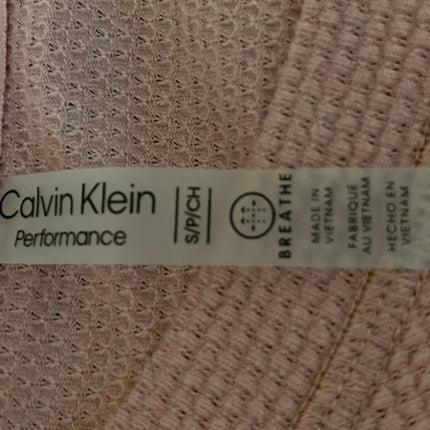 Calvin Klein
Performance
S/P/CH
BREATHE
MADE IN
VIETNAM
FABRIQUÉ
AU VIETNAM
HECHO EN
VIETNAM